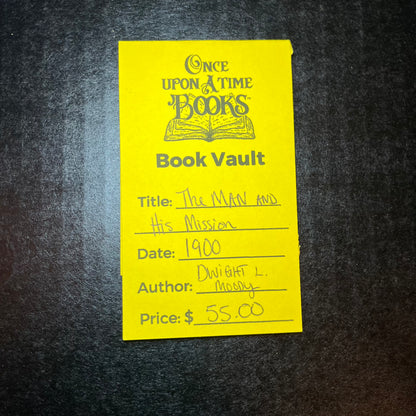 ONCE
UPON A TIME
BOOKS
Book Vault
Title: The MAN AND
His Mission
Date: 1900
DWIGHT L.
Author: MOODY
Price: $ 55.00